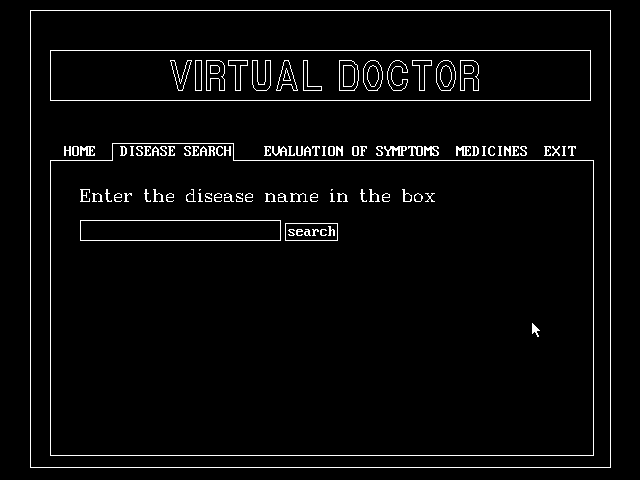 VIRTUAL DOCTOR
HOME DISEASE SEARCH EVALUATION OF SYMPTOMS MEDICINES EXIT
Enter the disease name in the box
search